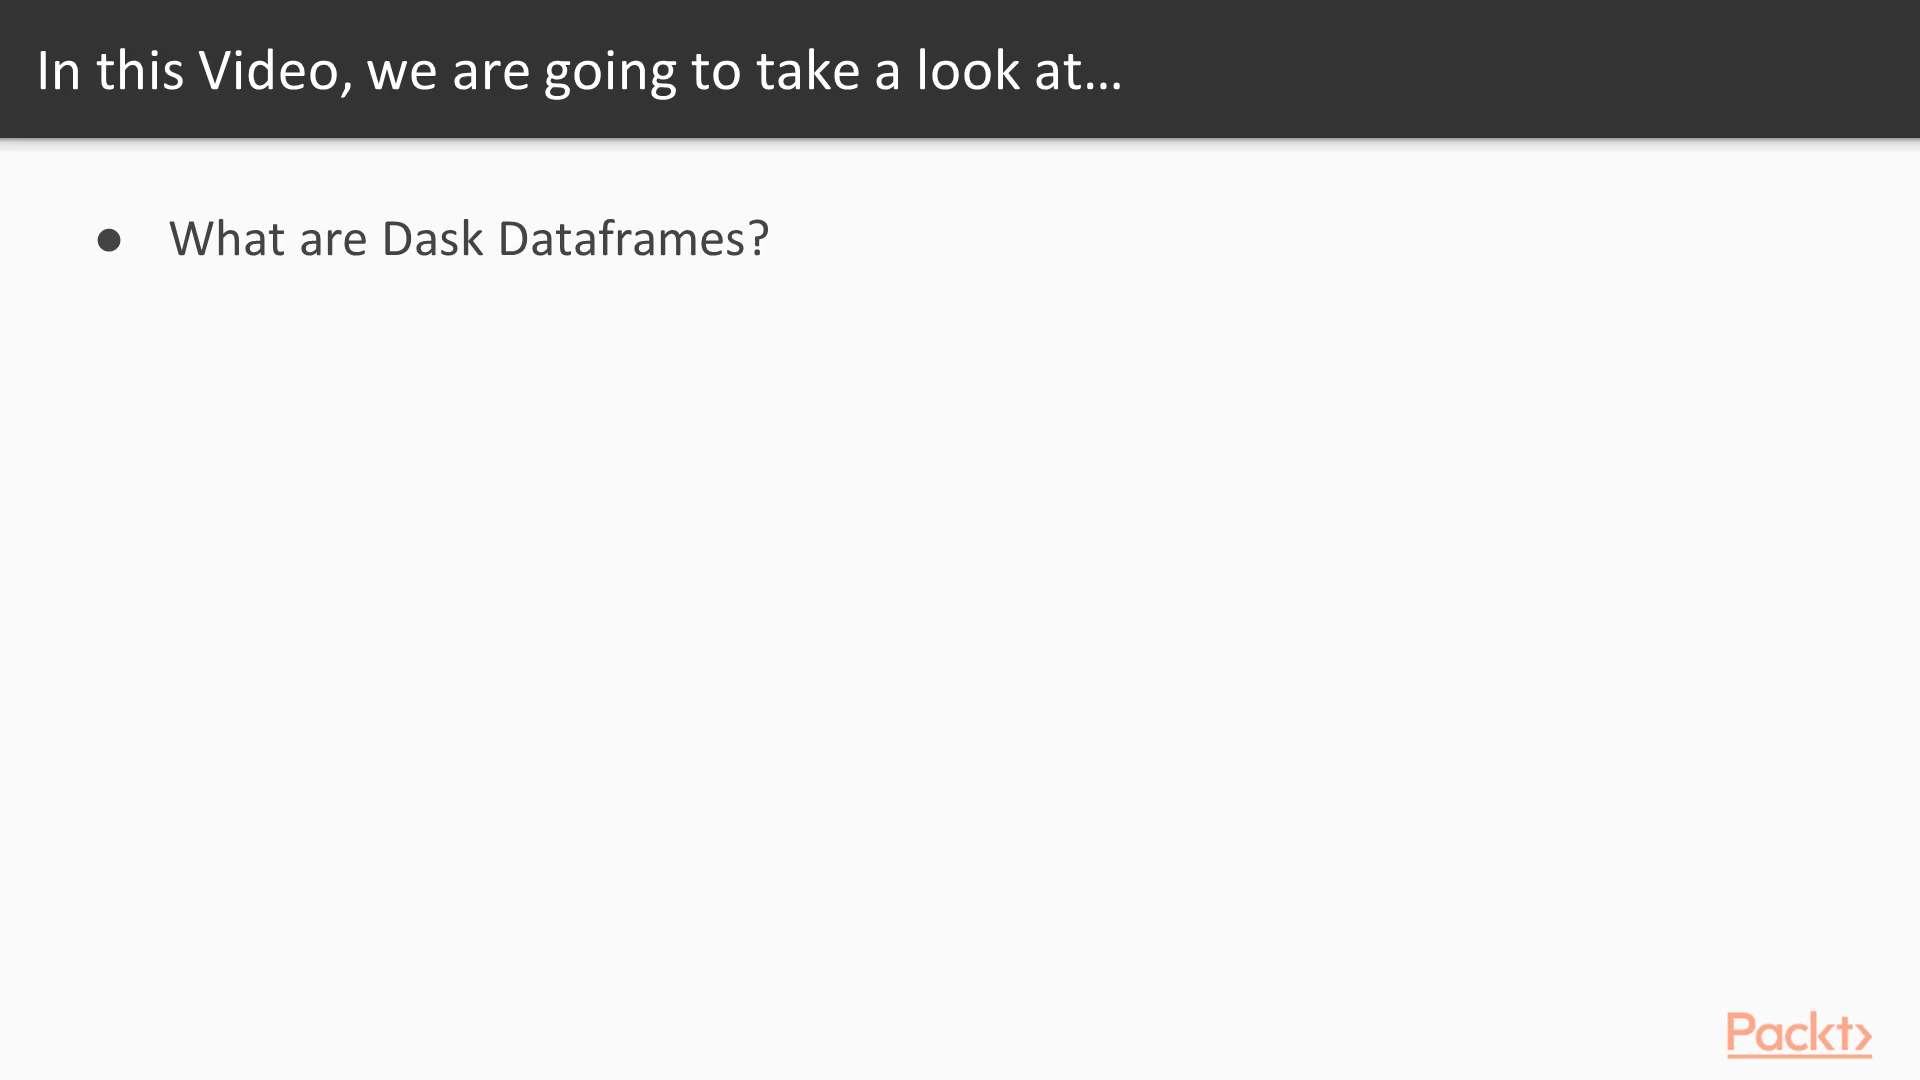 In this Video, we are going to take a look at...
● What are Dask Dataframes?
Packt>